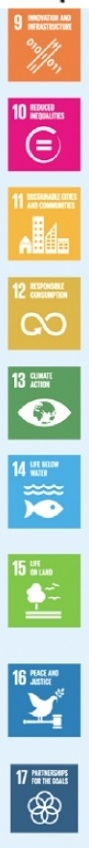 9 INNOVATION AND
INFRASTRUCTURE
10 REDUCED
INEQUALITIES
11 SUSTAINABLE CITIES
AND COMMUNITIES
12 RESPONSIBLE
CONSUMPTION
13 CLIMATE
ACTION
14 LIFE BELOW
WATER
15 LIFE
ON LAND
16 PEACE AND
JUSTICE
17 PARTNERSHIPS
FOR THE GOALS